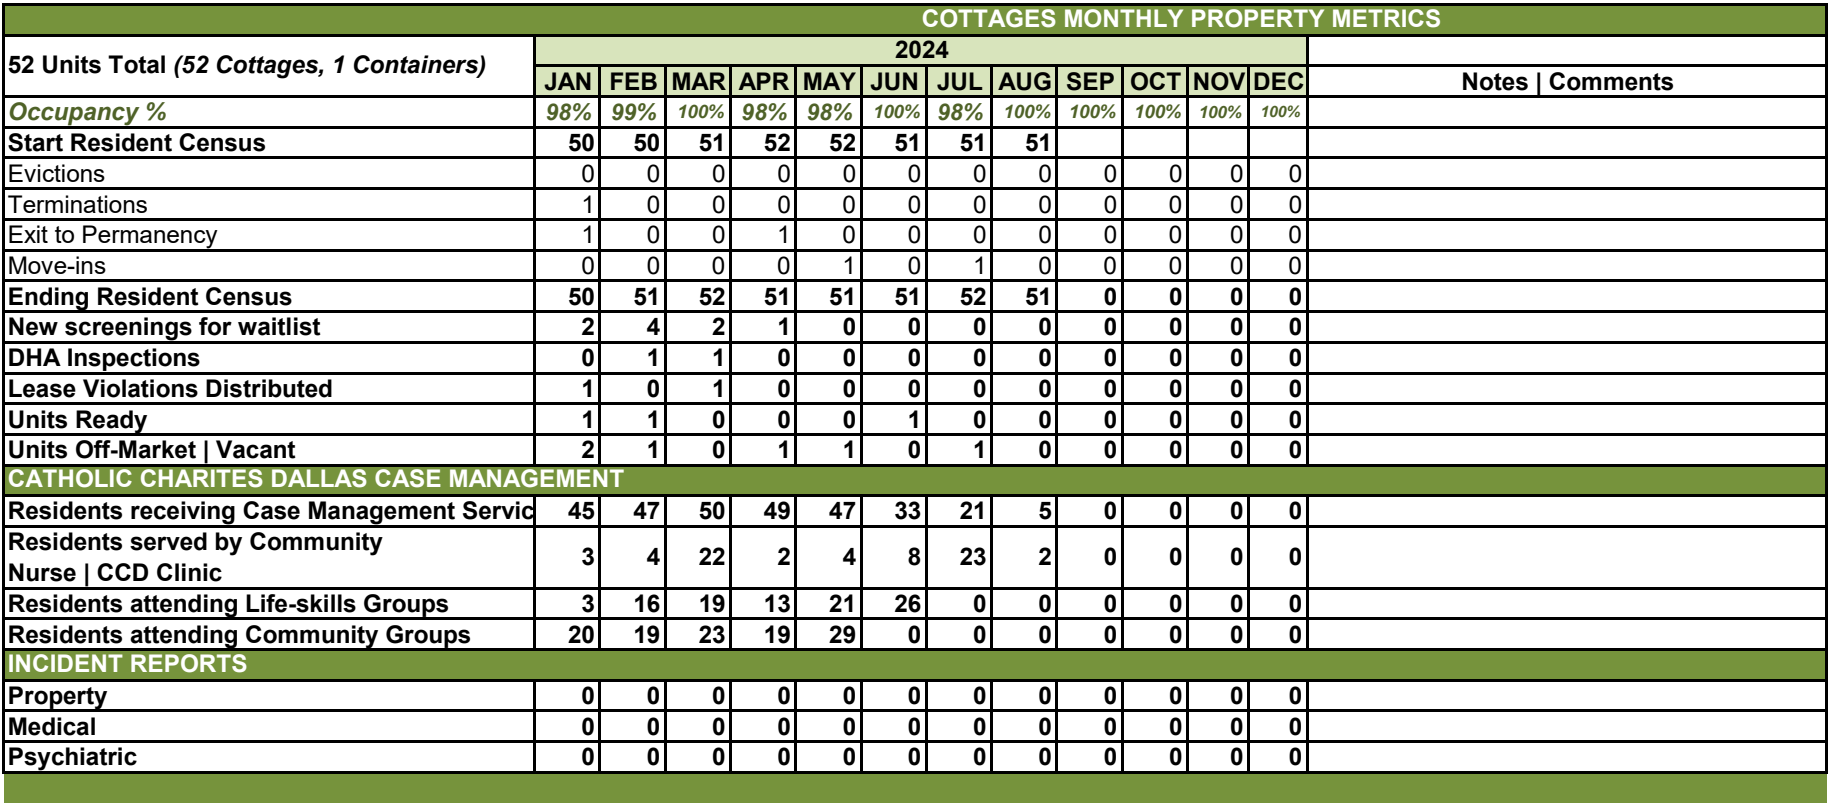 COTTAGES MONTHLY PROPERTY METRICS
52 Units Total (52 Cottages, 1 Containers)
2024
JAN FEB MAR APR MAY JUN JUL AUG SEP OCT NOV DEC Notes | Comments
Occupancy % 98% 99% 100% 98% 98% 100% 98% 100% 100% 100% 100% 100%
Start Resident Census 50 50 51 52 52 51 51 51
Evictions 0 0 0 0 0 0 0 0 0 0 0 0
Terminations 1 0 0 0 0 0 0 0 0 0 0 0
Exit to Permanency 1 0 0 1 0 0 0 0 0 0 0 0
Move-ins 0 0 0 0 1 0 1 0 0 0 0 0
Ending Resident Census 50 51 52 51 51 51 52 51 0 0 0 0
New screenings for waitlist 2 4 2 1 0 0 0 0 0 0 0 0
DHA Inspections 0 1 1 0 0 0 0 0 0 0 0 0
Lease Violations Distributed 1 0 1 0 0 0 0 0 0 0 0 0
Units Ready 1 1 0 0 0 1 0 0 0 0 0 0
Units Off-Market | Vacant 2 1 0 1 1 0 1 0 0 0 0 0
CATHOLIC CHARITES DALLAS CASE MANAGEMENT
Residents receiving Case Management Servic 45 47 50 49 47 33 21 5 0 0 0 0
Residents served by Community
Nurse | CCD Clinic 3 4 22 2 4 8 23 2 0 0 0 0
Residents attending Life-skills Groups 3 16 19 13 21 26 0 0 0 0 0 0
Residents attending Community Groups 20 19 23 19 29 0 0 0 0 0 0 0
INCIDENT REPORTS
Property 0 0 0 0 0 0 0 0 0 0 0 0
Medical 0 0 0 0 0 0 0 0 0 0 0 0
Psychiatric 0 0 0 0 0 0 0 0 0 0 0 0